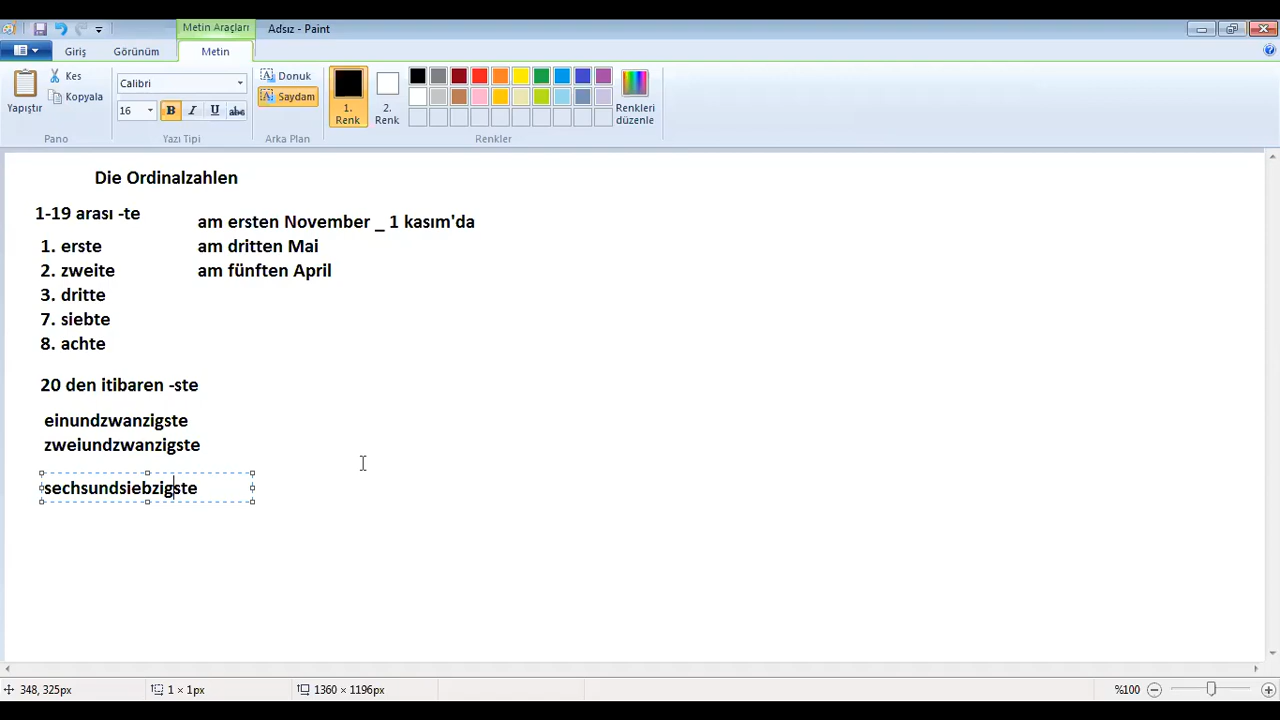 Metin Araçları
Adsız - Paint
Giriş
Görünüm
Metin
Yapıştır
Kes
Kopyala
Pano
Calibri
16
B I U abc
Yazı Tipi
Donuk
Saydam
Arka Plan
1.
Renk
2.
Renk
Renkler
Renkleri
düzenle
Die Ordinalzahlen
1-19 arası -te
1. erste
2. zweite
3. dritte
7. siebte
8. achte
am ersten November _ 1 kasım'da
am dritten Mai
am fünften April
20 den itibaren -ste
einundzwanzigste
zweiundzwanzigste
sechsundsiebzigste
348, 325px
1 × 1px
1360 × 1196px
%100